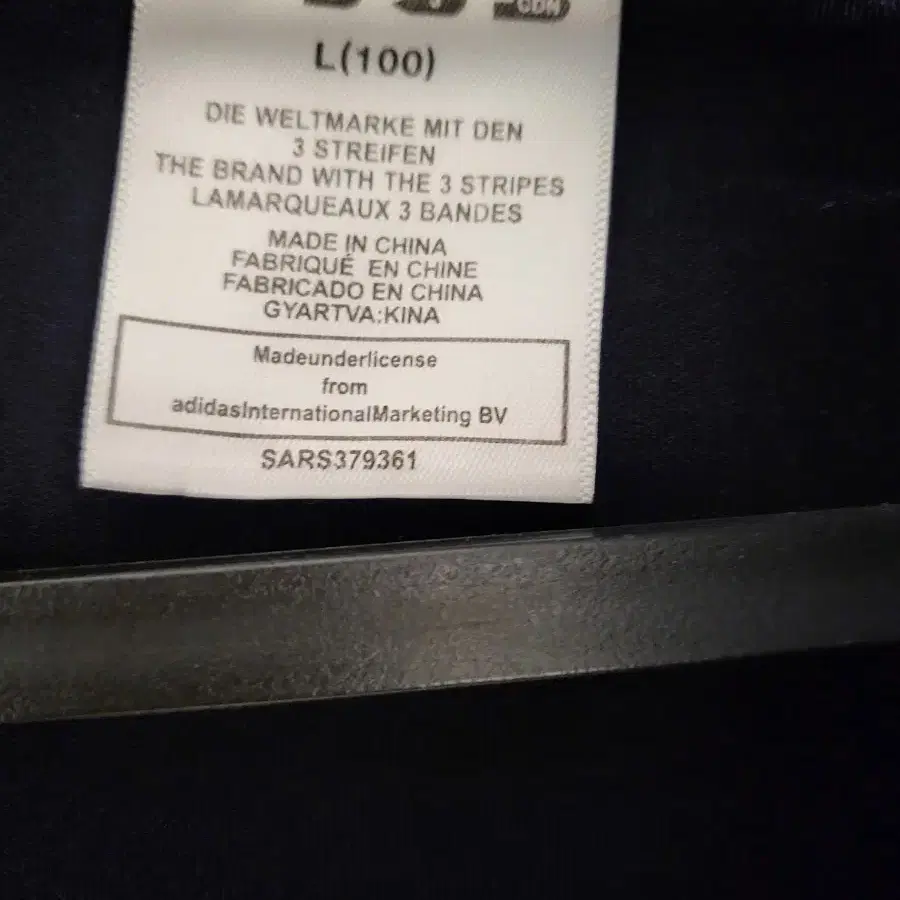 CDN
L(100)
DIE WELTMARKE MIT DEN
3 STREIFEN
THE BRAND WITH THE 3 STRIPES
LAMARQUEAUX 3 BANDES
MADE IN CHINA
FABRIQUÉ EN CHINE
FABRICADO EN CHINA
GYARTVA:KINA
Madeunderlicense
from
adidasInternationalMarketing BV
SARS379361